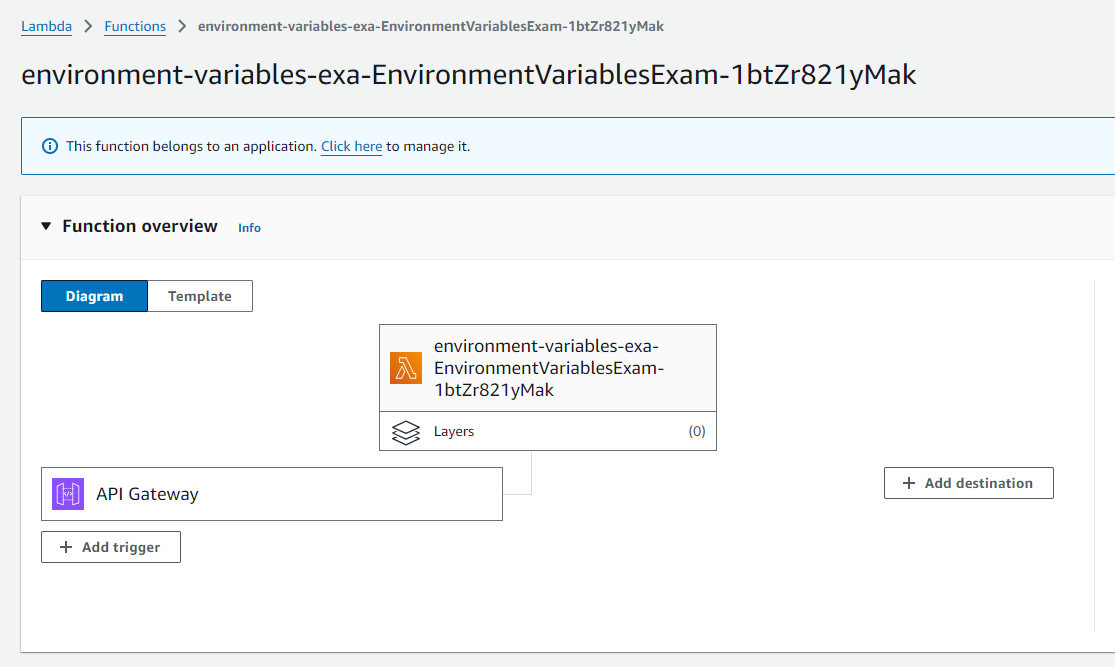 Lambda > Functions > environment-variables-exa-EnvironmentVariablesExam-1btZr821yMak
environment-variables-exa-EnvironmentVariablesExam-1btZr821yMak
This function belongs to an application. Click here to manage it.
Function overview Info
Diagram Template
environment-variables-exa-
EnvironmentVariablesExam-
1btZr821yMak
Layers (0)
API Gateway
+ Add destination
+ Add trigger